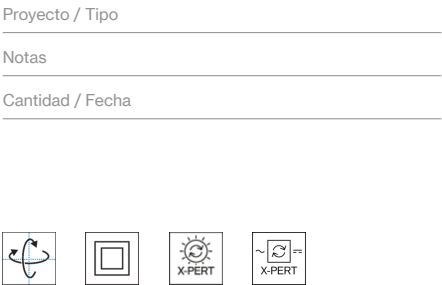 Proyecto / Tipo
Notas
Cantidad / Fecha
X-PERT
X-PERT